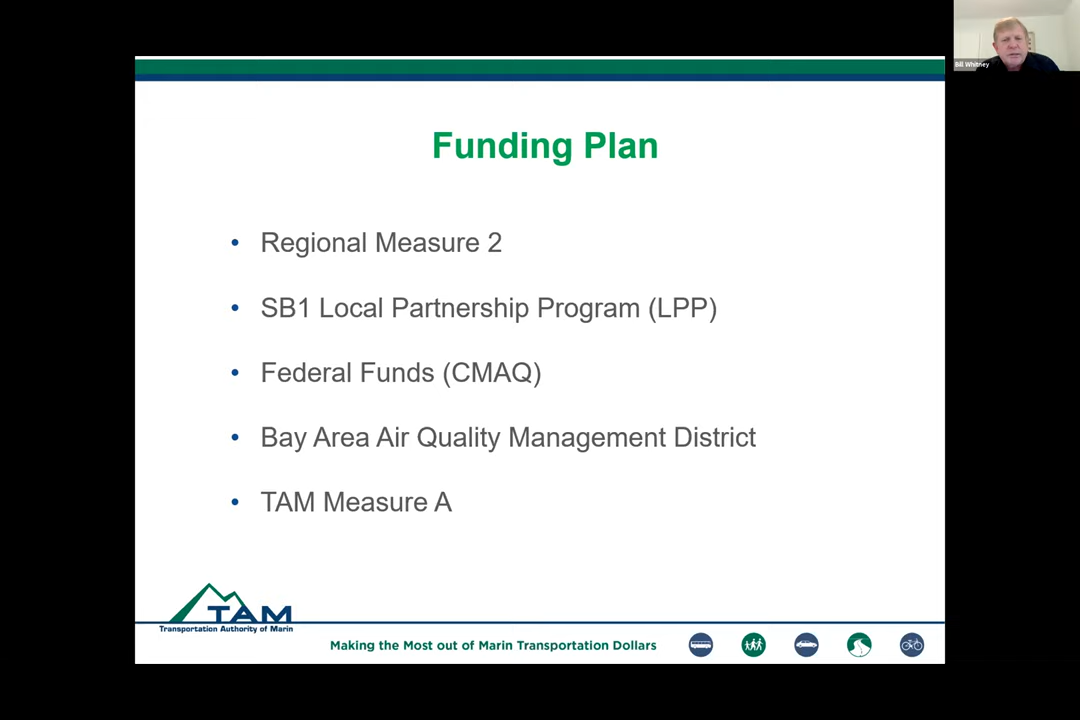 Bill Whitney
Funding Plan
• Regional Measure 2
• SB1 Local Partnership Program (LPP)
• Federal Funds (CMAQ)
• Bay Area Air Quality Management District
• TAM Measure A
TAM
Transportation Authority of Marin
Making the Most out of Marin Transportation Dollars